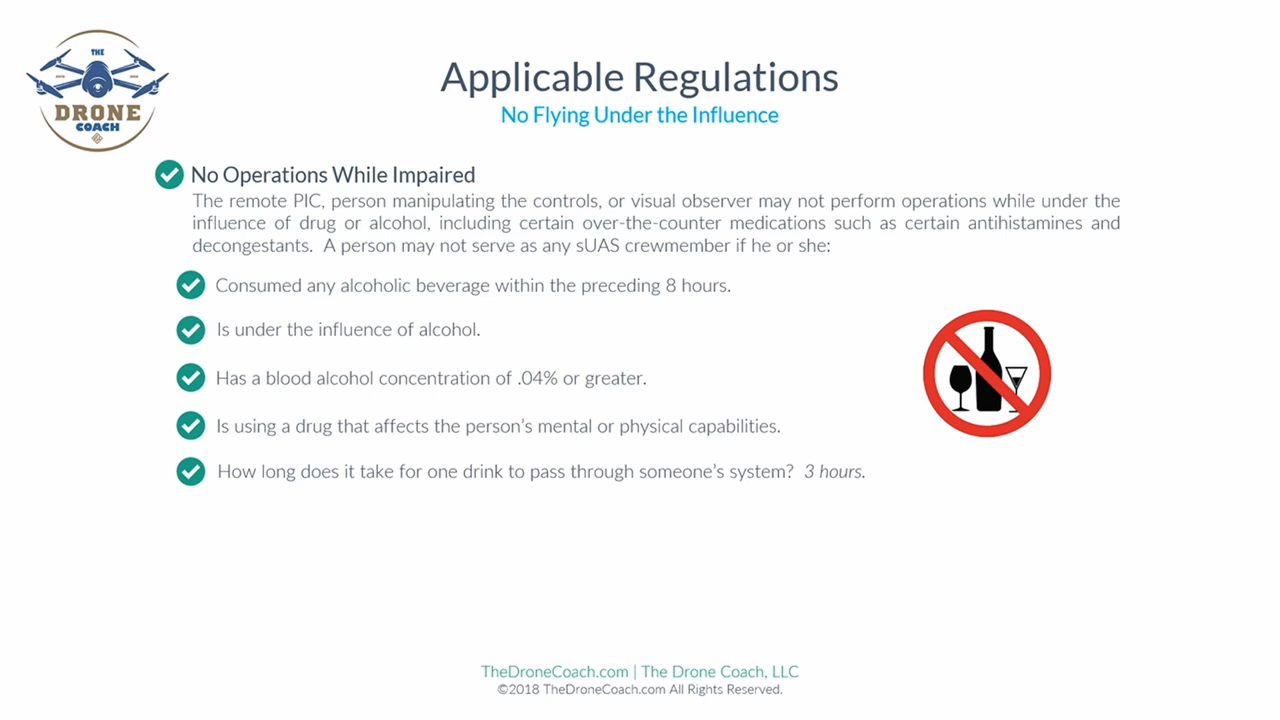 THE
DRONE
COACH
Applicable Regulations
No Flying Under the Influence
No Operations While Impaired
The remote PIC, person manipulating the controls, or visual observer may not perform operations while under the
influence of drug or alcohol, including certain over-the-counter medications such as certain antihistamines and
decongestants. A person may not serve as any sUAS crewmember if he or she:
Consumed any alcoholic beverage within the preceding 8 hours.
Is under the influence of alcohol.
Has a blood alcohol concentration of .04% or greater.
Is using a drug that affects the person's mental or physical capabilities.
How long does it take for one drink to pass through someone's system? 3 hours.
TheDroneCoach.com | The Drone Coach, LLC
©2018 TheDroneCoach.com All Rights Reserved.